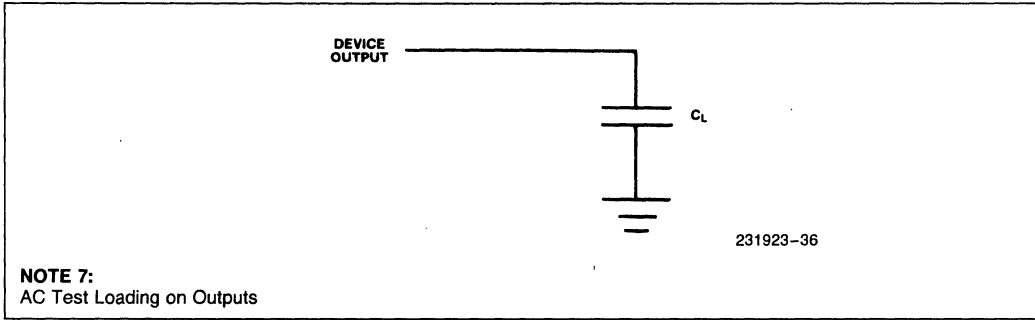 DEVICE
OUTPUT
CL
231923-36
NOTE 7:
AC Test Loading on Outputs